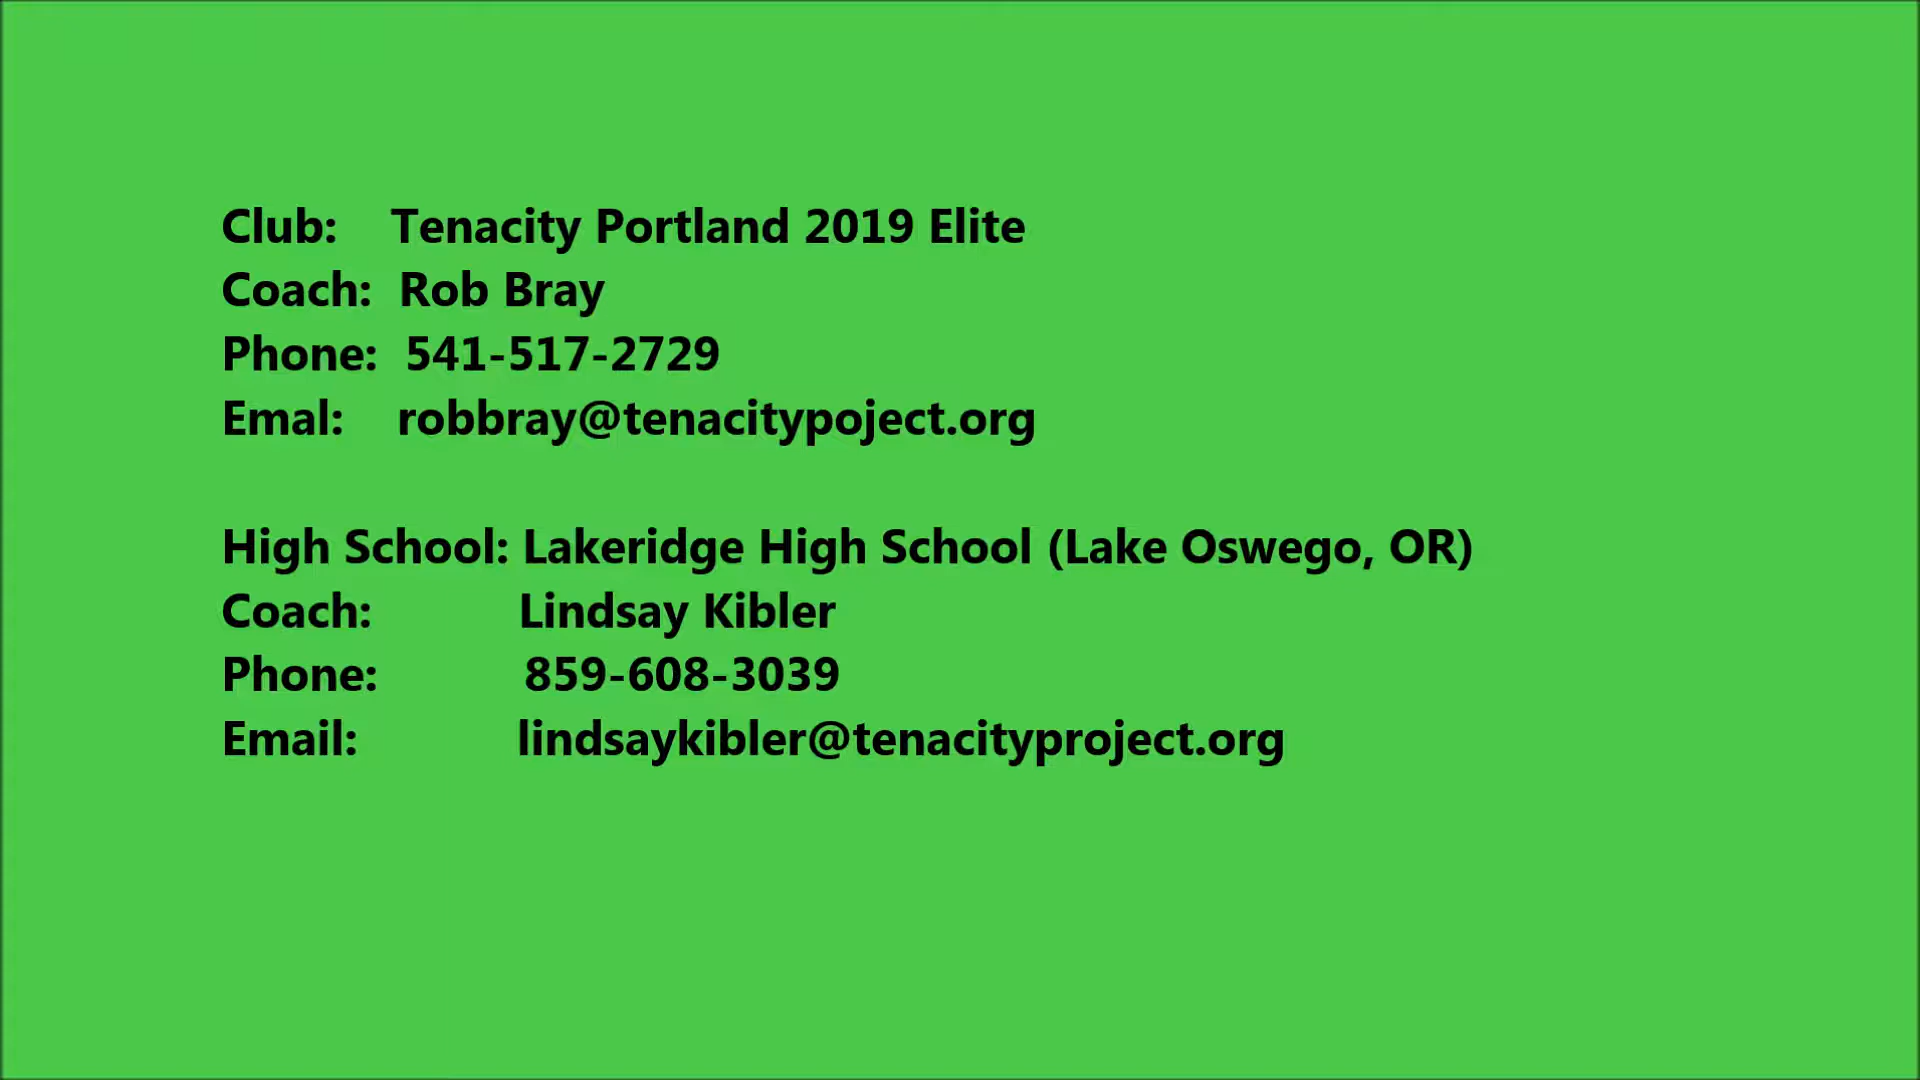 Club: Tenacity Portland 2019 Elite
Coach: Rob Bray
Phone: 541-517-2729
Emal: robbray@tenacitypoject.org
High School: Lakeridge High School (Lake Oswego, OR)
Coach: Lindsay Kibler
Phone: 859-608-3039
Email: lindsaykibler@tenacityproject.org